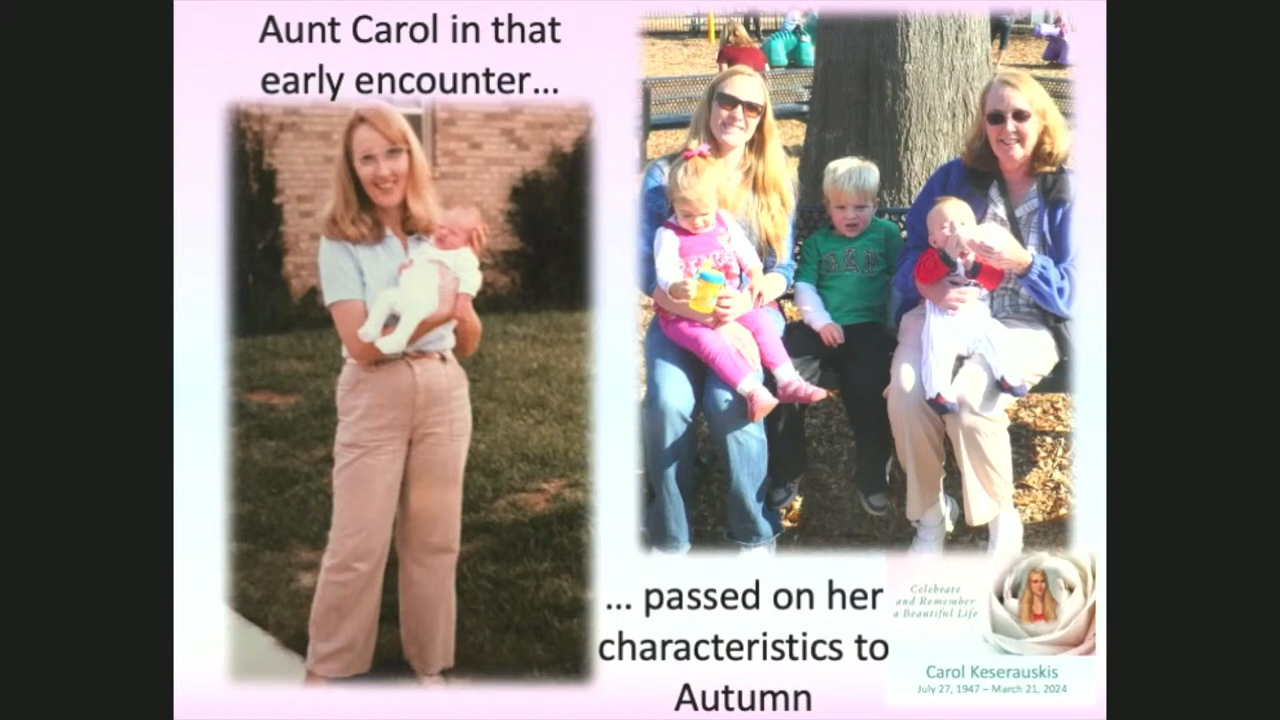 Aunt Carol in that
early encounter...
GAP
... passed on her
characteristics to
Autumn
Celebrate
and Remember
a Beautiful Life
Carol Keserauskis
July 27, 1947 – March 21, 2024